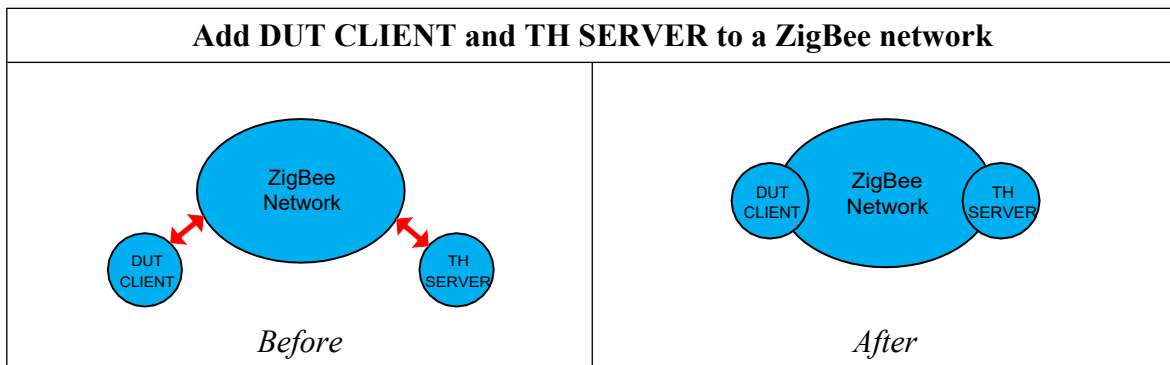 Add DUT CLIENT and TH SERVER to a ZigBee network
ZigBee
Network
DUT
CLIENT
TH
SERVER
Before
DUT
CLIENT
ZigBee
Network
TH
SERVER
After